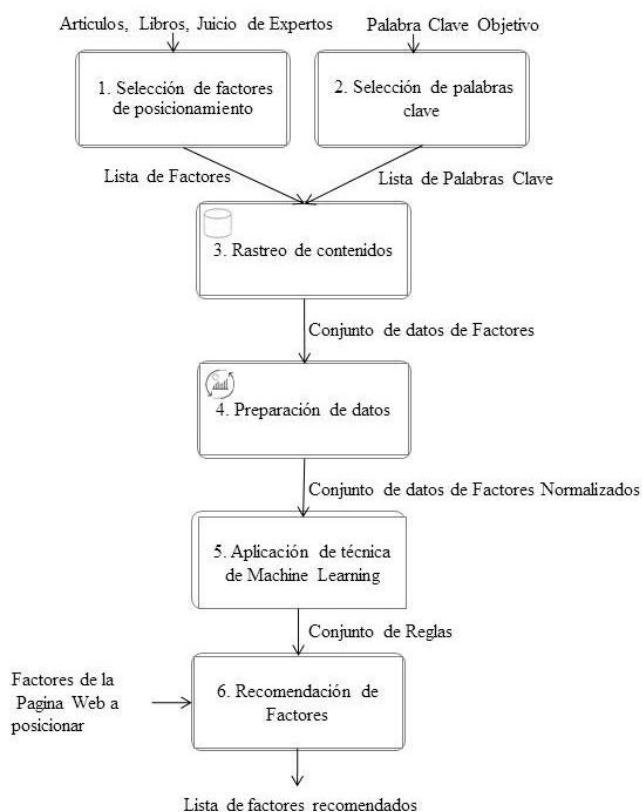 Artículos, Libros, Juicio de Expertos
Palabra Clave Objetivo
1. Selección de factores
de posicionamiento
2. Selección de palabras
clave
Lista de Factores
Lista de Palabras Clave
3. Rastreo de contenidos
Conjunto de datos de Factores
4. Preparación de datos
Conjunto de datos de Factores Normalizados
5. Aplicación de técnica
de Machine Learning
Conjunto de Reglas
Factores de la
Pagina Web a
posicionar
6. Recomendación de
Factores
Lista de factores recomendados